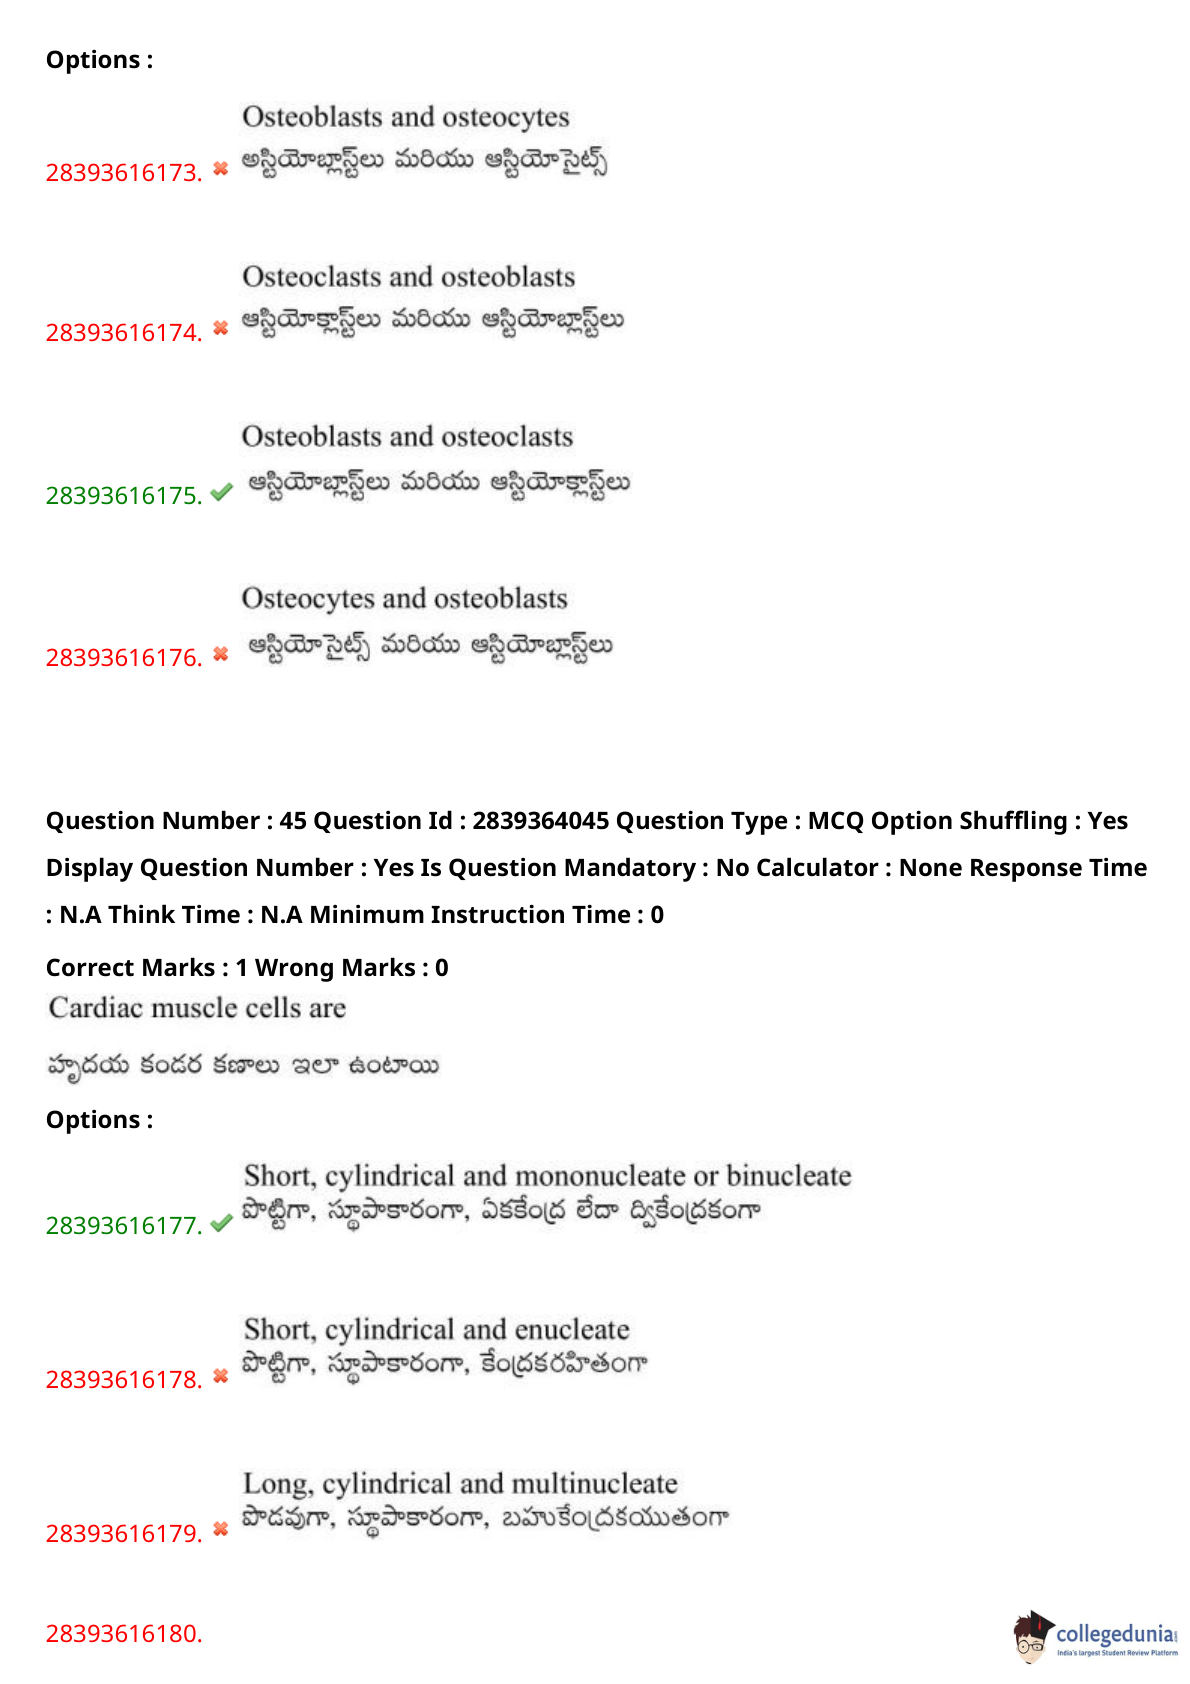 Options :
Osteoblasts and osteocytes
28393616173. అస్టియోబ్లాస్ట్‌లు మరియు ఆస్టియోసైట్స్
Osteoclasts and osteoblasts
28393616174. ఆస్టియోక్లాస్ట్‌లు మరియు ఆస్టియోబ్లాస్ట్‌లు
Osteoblasts and osteoclasts
28393616175. ఆస్టియోబ్లాస్ట్‌లు మరియు ఆస్టియోక్లాస్ట్‌లు
Osteocytes and osteoblasts
28393616176. ఆస్టియోసైట్స్ మరియు ఆస్టియోబ్లాస్ట్‌లు
Question Number : 45 Question Id : 2839364045 Question Type : MCQ Option Shuffling : Yes
Display Question Number : Yes Is Question Mandatory : No Calculator : None Response Time
: N.A Think Time : N.A Minimum Instruction Time : 0
Correct Marks : 1 Wrong Marks : 0
Cardiac muscle cells are
హృదయ కండర కణాలు ఇలా ఉంటాయి
Options :
Short, cylindrical and mononucleate or binucleate
28393616177. పొట్టిగా, స్థూపాకారంగా, ఏకకేంద్ర లేదా ద్వికేంద్రకంగా
Short, cylindrical and enucleate
28393616178. పొట్టిగా, స్థూపాకారంగా, కేంద్రకరహితంగా
Long, cylindrical and multinucleate
28393616179. పొడవుగా, స్థూపాకారంగా, బహుకేంద్రకయుతంగా
28393616180.
collegedunia
India's largest Student Review Platform